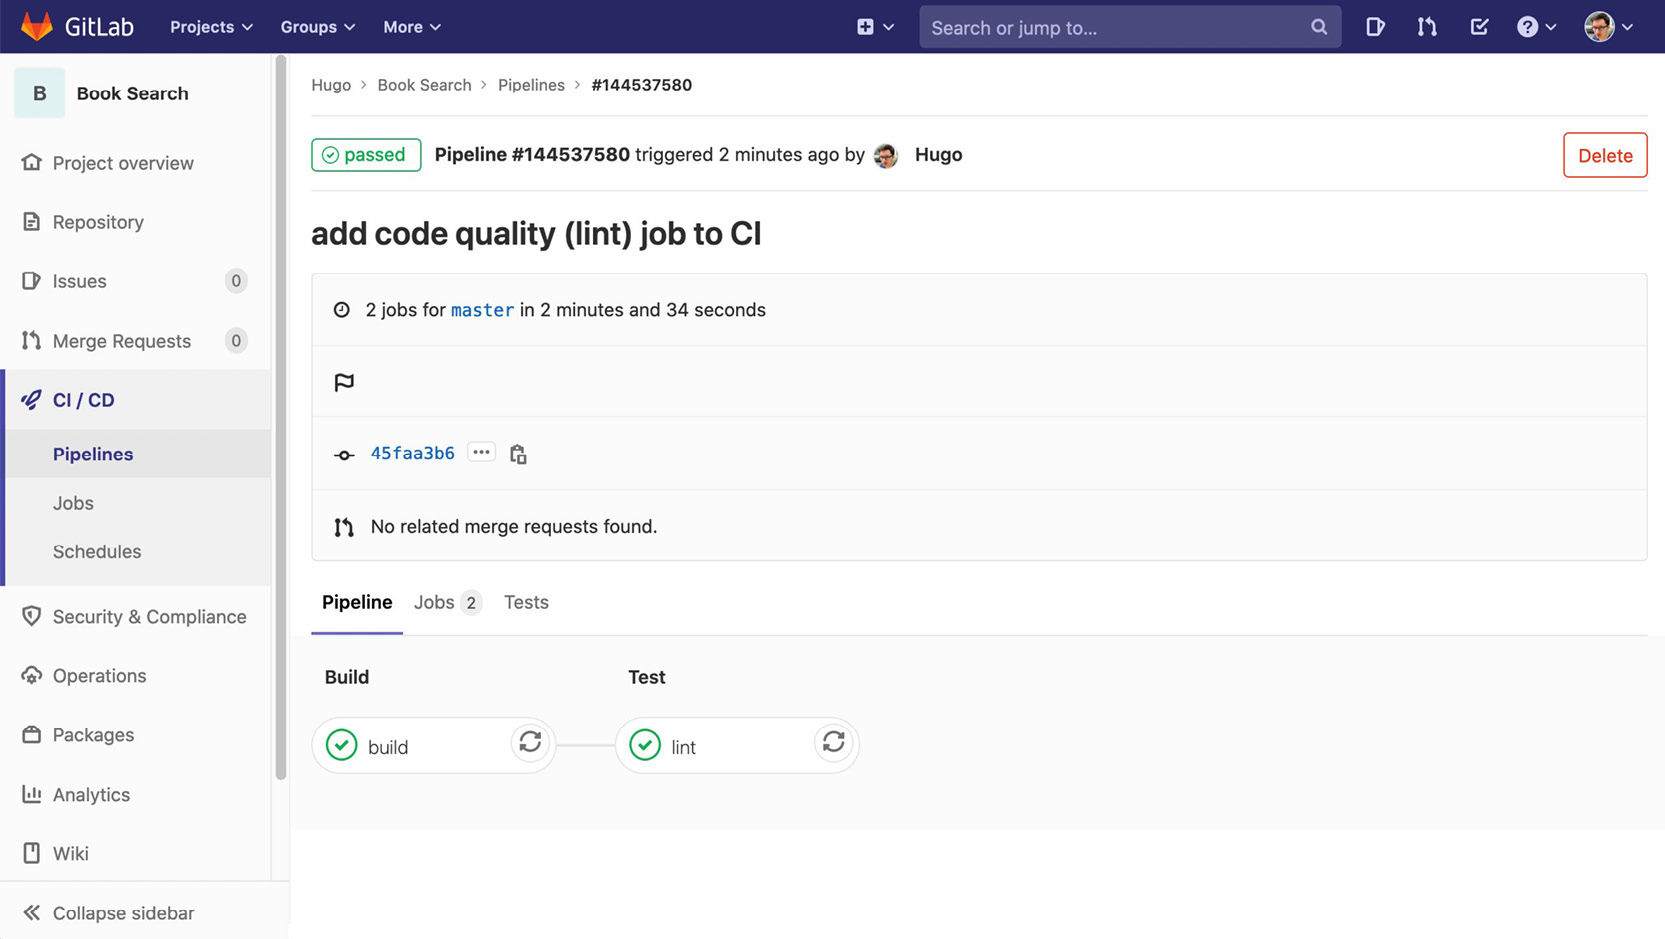 GitLab Projects Groups More Search or jump to...
B Book Search
Project overview
Repository
Issues 0
Merge Requests 0
CI / CD
Pipelines
Jobs
Schedules
Security & Compliance
Operations
Packages
Analytics
Wiki
Collapse sidebar
Hugo > Book Search > Pipelines > #144537580
passed Pipeline #144537580 triggered 2 minutes ago by Hugo Delete
add code quality (lint) job to CI
2 jobs for master in 2 minutes and 34 seconds
45faa3b6 ...
No related merge requests found.
Pipeline Jobs 2 Tests
Build Test
build lint